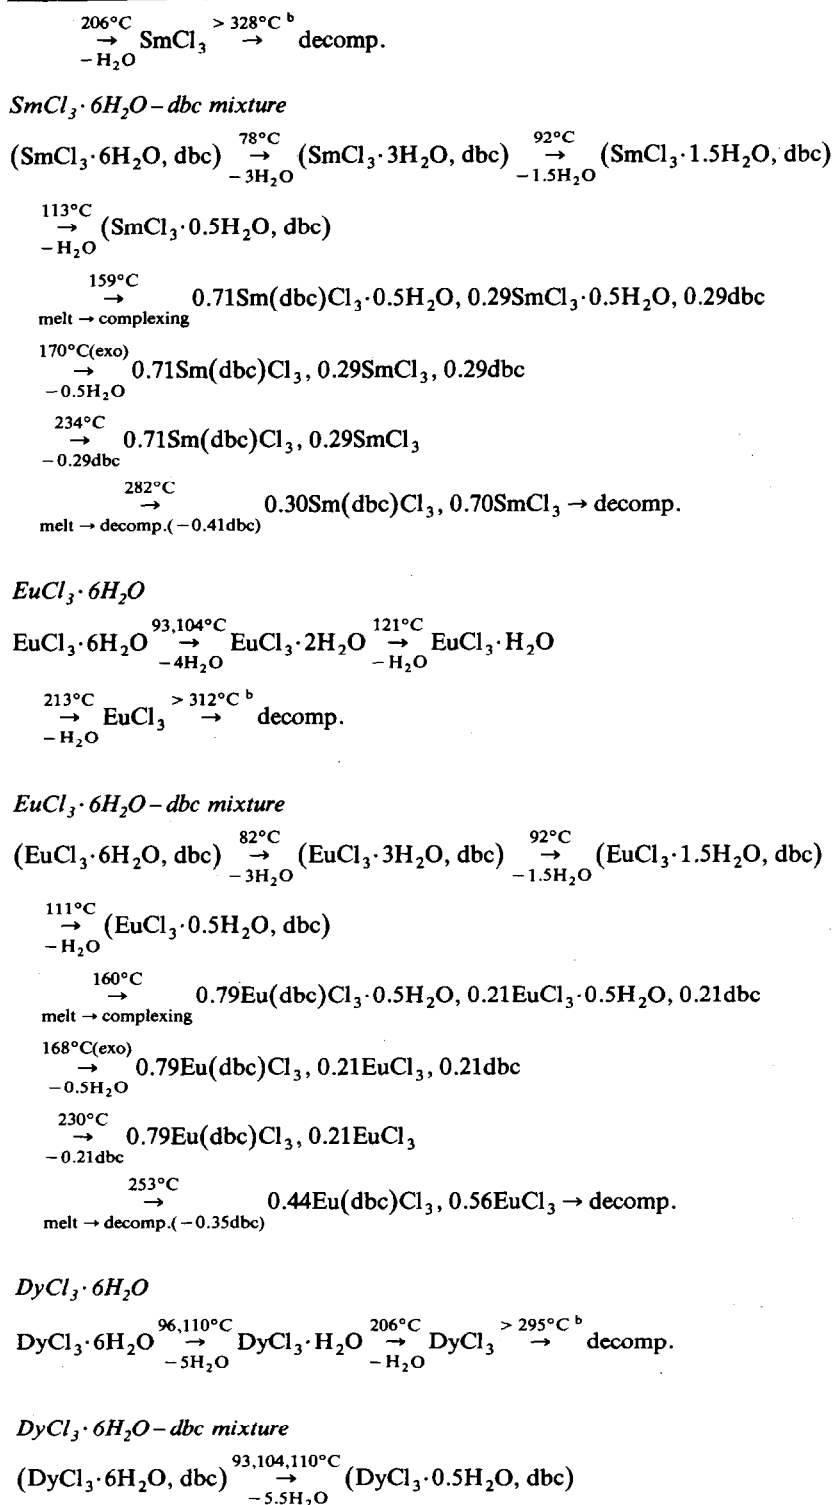 206°C → −H₂O SmCl₃ > 328°C ᵇ → decomp.
SmCl₃·6H₂O–dbc mixture
(SmCl₃·6H₂O, dbc) 78°C → −3H₂O (SmCl₃·3H₂O, dbc) 92°C → −1.5H₂O (SmCl₃·1.5H₂O, dbc)
113°C → −H₂O (SmCl₃·0.5H₂O, dbc)
159°C → melt → complexing 0.71Sm(dbc)Cl₃·0.5H₂O, 0.29SmCl₃·0.5H₂O, 0.29dbc
170°C(exo) → −0.5H₂O 0.71Sm(dbc)Cl₃, 0.29SmCl₃, 0.29dbc
234°C → −0.29dbc 0.71Sm(dbc)Cl₃, 0.29SmCl₃
282°C → melt → decomp.(−0.41dbc) 0.30Sm(dbc)Cl₃, 0.70SmCl₃ → decomp.
EuCl₃·6H₂O
EuCl₃·6H₂O 93,104°C → −4H₂O EuCl₃·2H₂O 121°C → −H₂O EuCl₃·H₂O
213°C → −H₂O EuCl₃ > 312°C ᵇ → decomp.
EuCl₃·6H₂O–dbc mixture
(EuCl₃·6H₂O, dbc) 82°C → −3H₂O (EuCl₃·3H₂O, dbc) 92°C → −1.5H₂O (EuCl₃·1.5H₂O, dbc)
111°C → −H₂O (EuCl₃·0.5H₂O, dbc)
160°C → melt → complexing 0.79Eu(dbc)Cl₃·0.5H₂O, 0.21EuCl₃·0.5H₂O, 0.21dbc
168°C(exo) → −0.5H₂O 0.79Eu(dbc)Cl₃, 0.21EuCl₃, 0.21dbc
230°C → −0.21dbc 0.79Eu(dbc)Cl₃, 0.21EuCl₃
253°C → melt → decomp.(−0.35dbc) 0.44Eu(dbc)Cl₃, 0.56EuCl₃ → decomp.
DyCl₃·6H₂O
DyCl₃·6H₂O 96,110°C → −5H₂O DyCl₃·H₂O 206°C → −H₂O DyCl₃ > 295°C ᵇ → decomp.
DyCl₃·6H₂O–dbc mixture
(DyCl₃·6H₂O, dbc) 93,104,110°C → −5.5H₂O (DyCl₃·0.5H₂O, dbc)